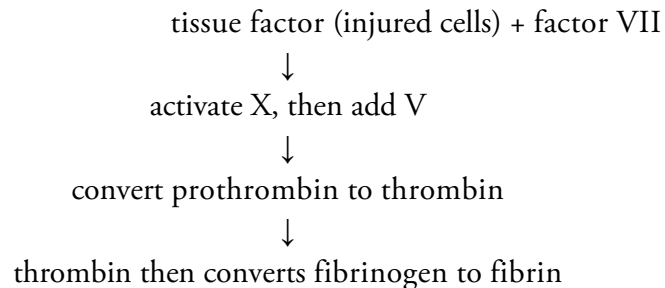 tissue factor (injured cells) + factor VII
↓
activate X, then add V
↓
convert prothrombin to thrombin
↓
thrombin then converts fibrinogen to fibrin